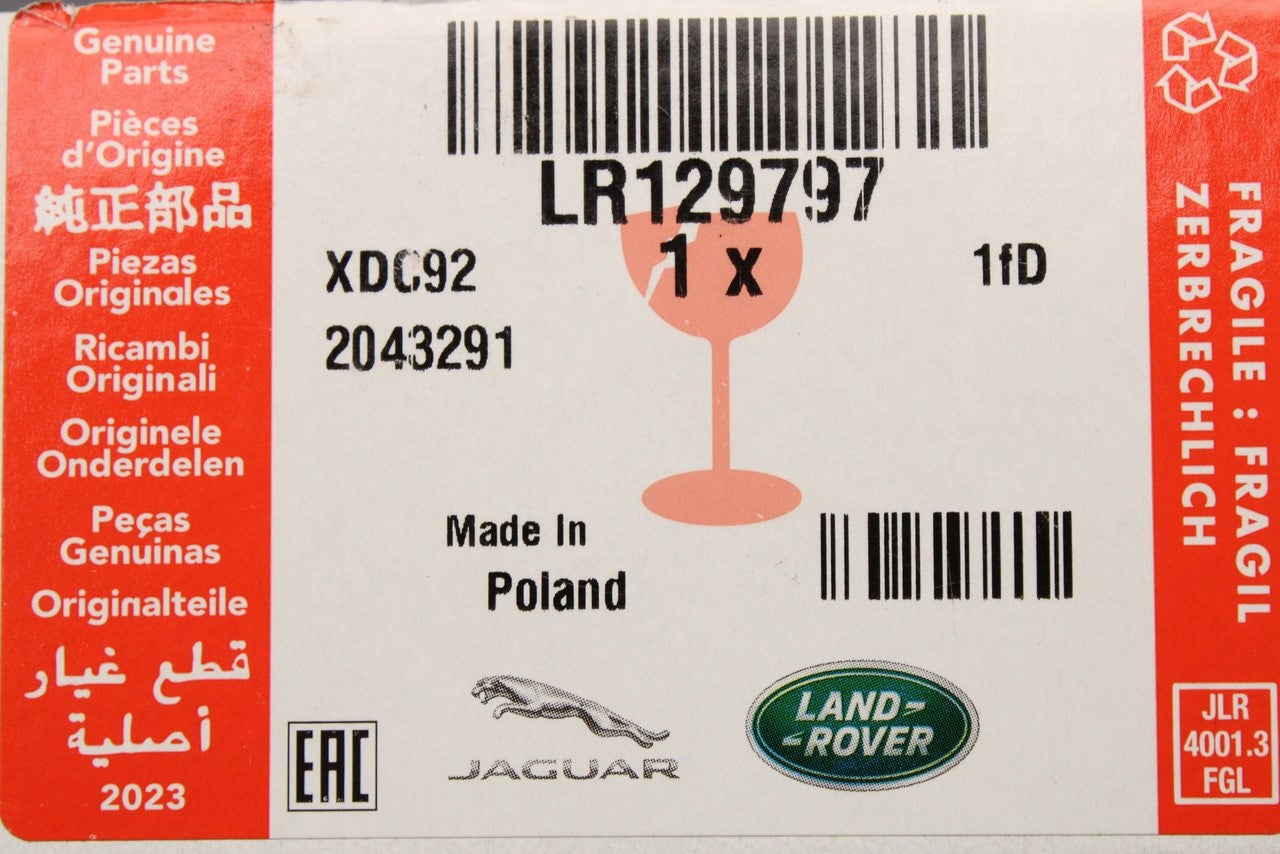 Genuine
Parts
Pièces
d'Origine
純正部品
Piezas
Originales
Ricambi
Originali
Originele
Onderdelen
Peças
Genuinas
Originalteile
قطع غيار
أصلية
2023
LR129797
XDC92
1 x
1fD
2043291
Made In
Poland
EAC
JAGUAR
LAND-
-ROVER
FRAGILE : FRAGIL
ZERBRECHLICH
JLR
4001.3
FGL